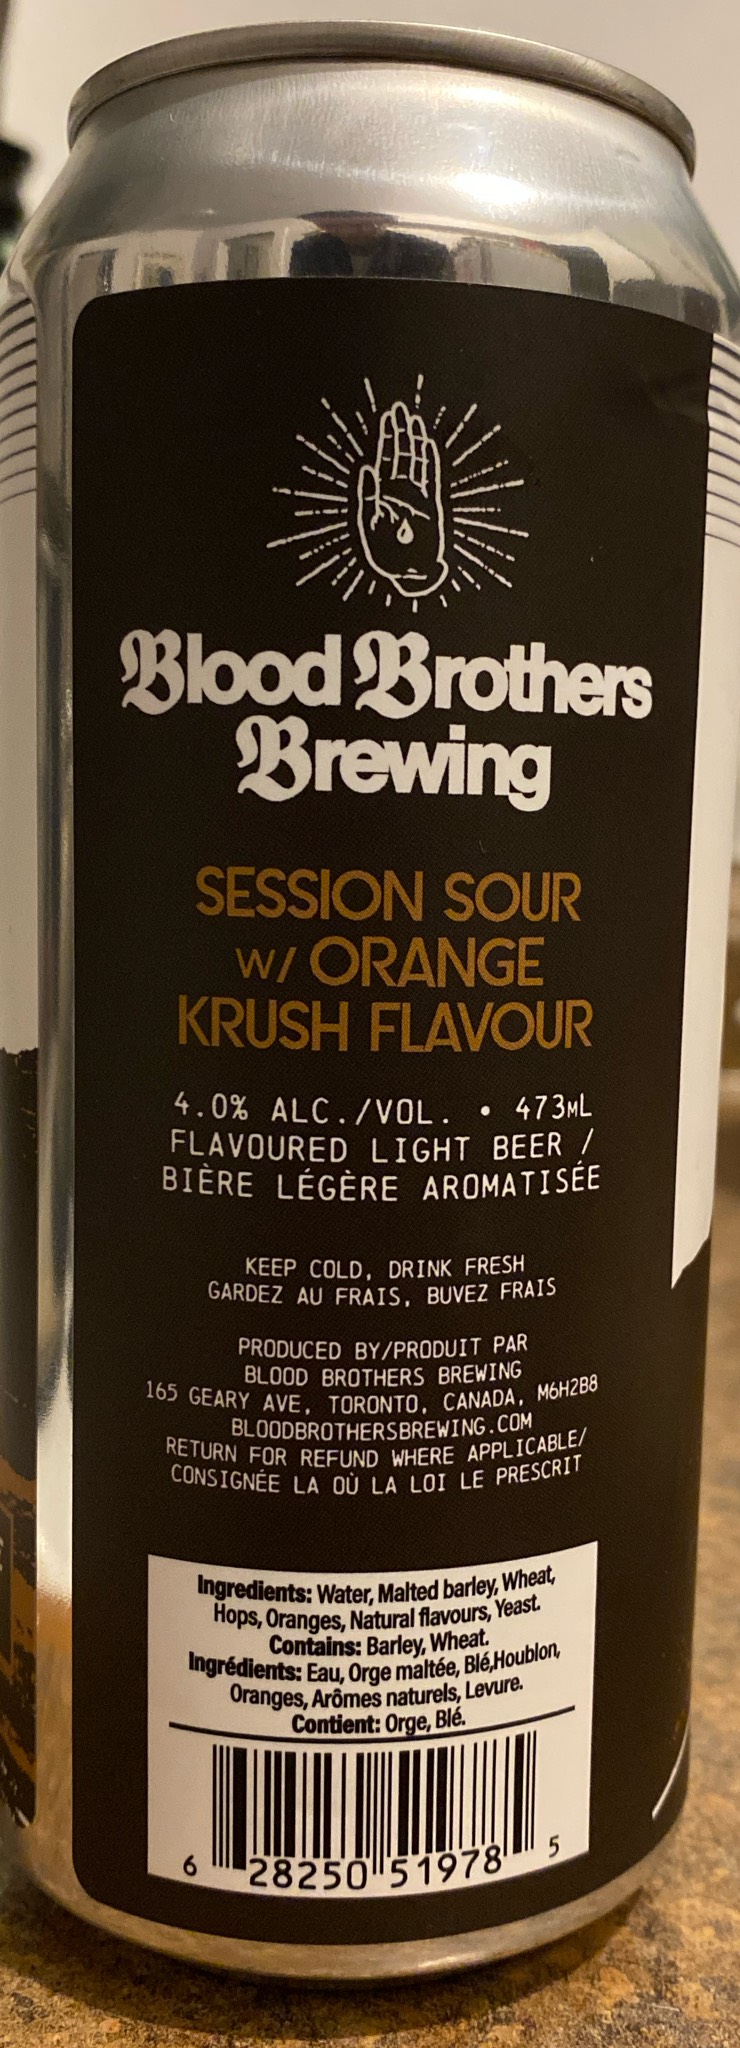 Blood Brothers
Brewing
SESSION SOUR
W/ ORANGE
KRUSH FLAVOUR
4.0% ALC./VOL. • 473mL
FLAVOURED LIGHT BEER /
BIÈRE LÉGÈRE AROMATISÉE
KEEP COLD, DRINK FRESH
GARDEZ AU FRAIS, BUVEZ FRAIS
PRODUCED BY/PRODUIT PAR
BLOOD BROTHERS BREWING
165 GEARY AVE, TORONTO, CANADA, M6H2B8
BLOODBROTHERSBREWING.COM
RETURN FOR REFUND WHERE APPLICABLE/
CONSIGNÉE LA OÙ LA LOI LE PRESCRIT
Ingredients: Water, Malted barley, Wheat,
Hops, Oranges, Natural flavours, Yeast.
Contains: Barley, Wheat.
Ingrédients: Eau, Orge maltée, Blé,Houblon,
Oranges, Arômes naturels, Levure.
Contient: Orge, Blé.
6 28250 51978 5